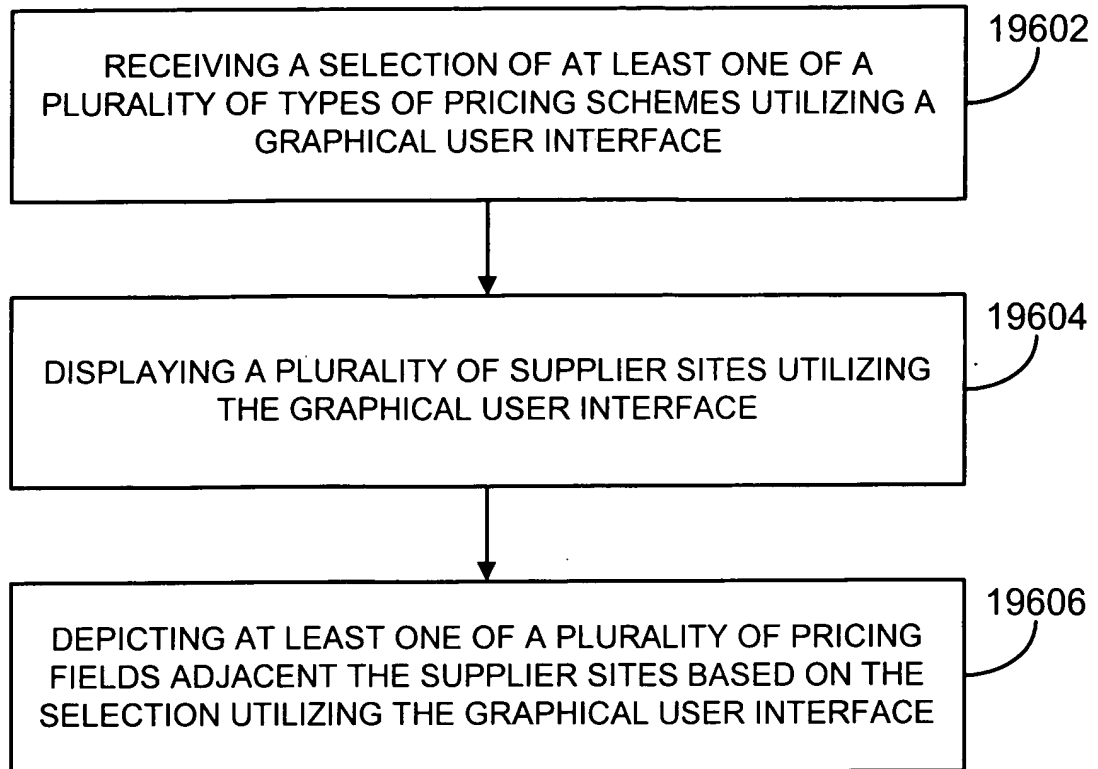 19602
RECEIVING A SELECTION OF AT LEAST ONE OF A
PLURALITY OF TYPES OF PRICING SCHEMES UTILIZING A
GRAPHICAL USER INTERFACE
19604
DISPLAYING A PLURALITY OF SUPPLIER SITES UTILIZING
THE GRAPHICAL USER INTERFACE
19606
DEPICTING AT LEAST ONE OF A PLURALITY OF PRICING
FIELDS ADJACENT THE SUPPLIER SITES BASED ON THE
SELECTION UTILIZING THE GRAPHICAL USER INTERFACE